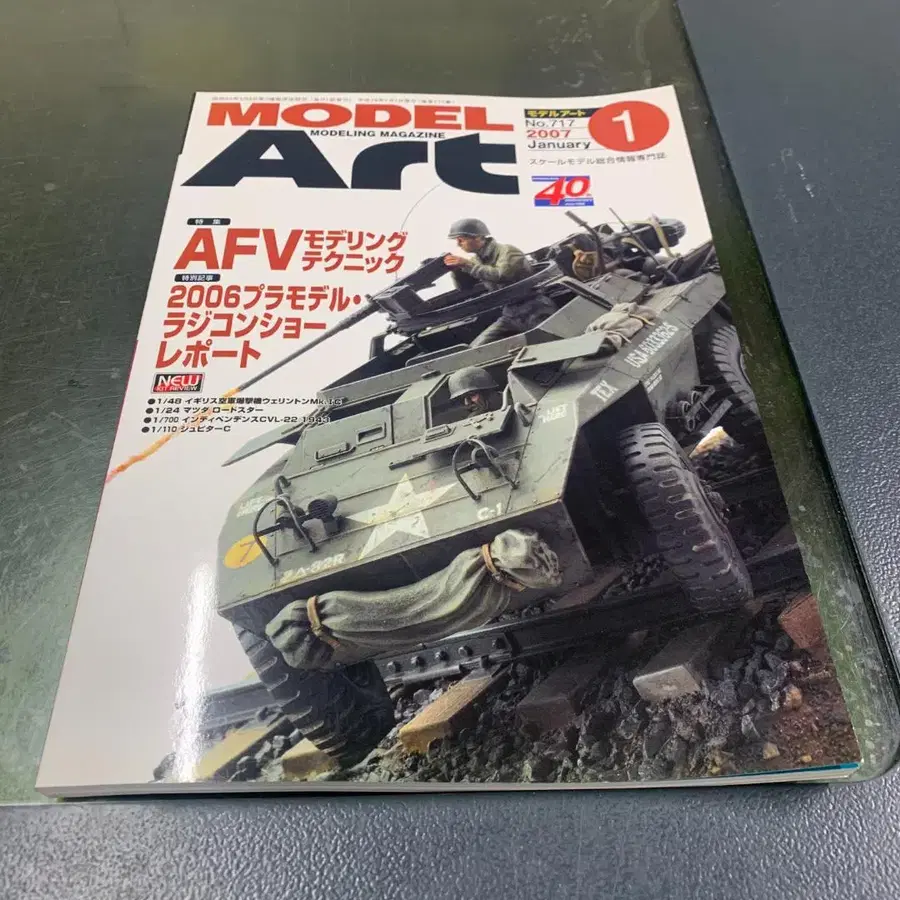 MODEL
MODELING MAGAZINE
Art
モデルアート
No.717
2007
January
1
スケールモデル総合情報専門誌
40
特集
AFVモデリング
テクニック
特別記事
2006プラモデル・
ラジコンショー
レポート
NEW
KIT REVIEW
●1/48 イギリス空軍爆撃機ウェリントンMk.1C
●1/24 マツダ ロードスター
●1/700 インディペンデンスCVL-22 1943
●1/110 ジュピターC
TEX
C-1
7
2A-82R